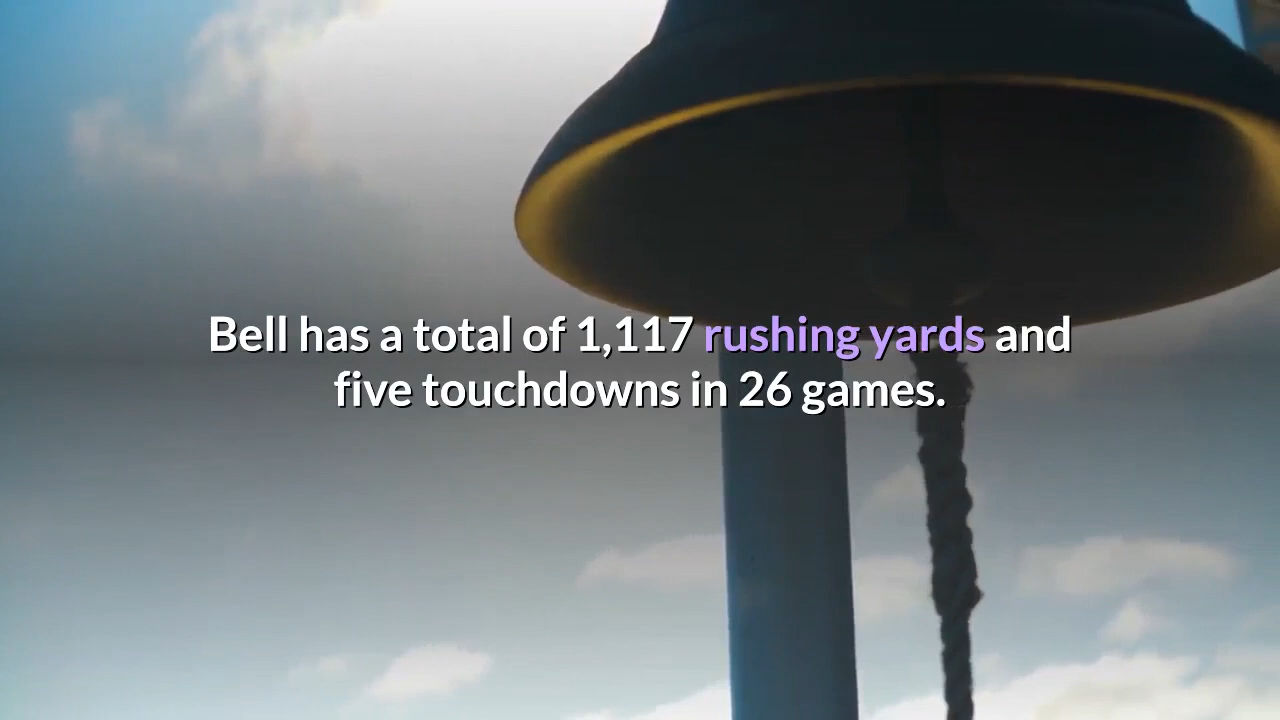 Bell has a total of 1,117 rushing yards and
five touchdowns in 26 games.